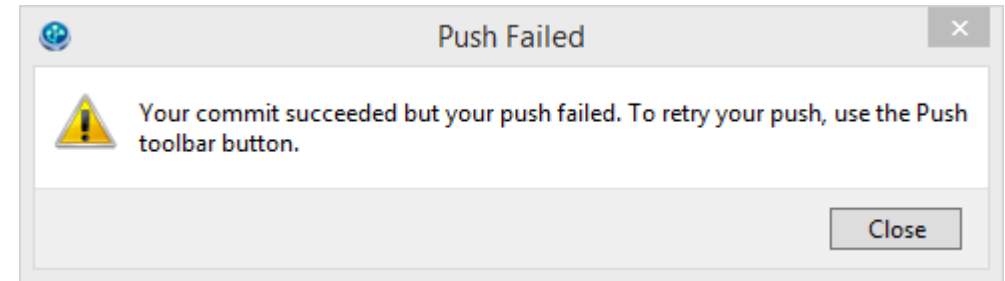 Push Failed
Your commit succeeded but your push failed. To retry your push, use the Push
toolbar button.
Close